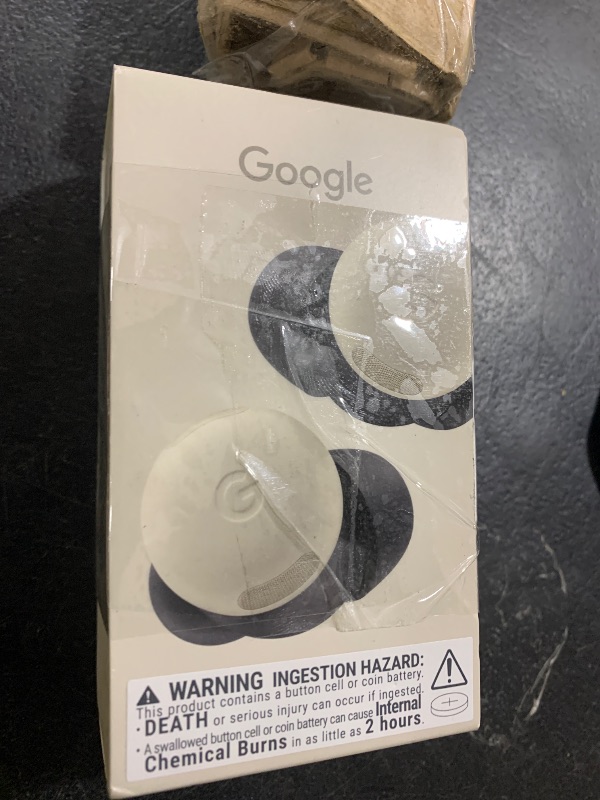 Google
G
WARNING INGESTION HAZARD:
This product contains a button cell or coin battery.
· DEATH or serious injury can occur if ingested.
· A swallowed button cell or coin battery can cause Internal
Chemical Burns in as little as 2 hours.